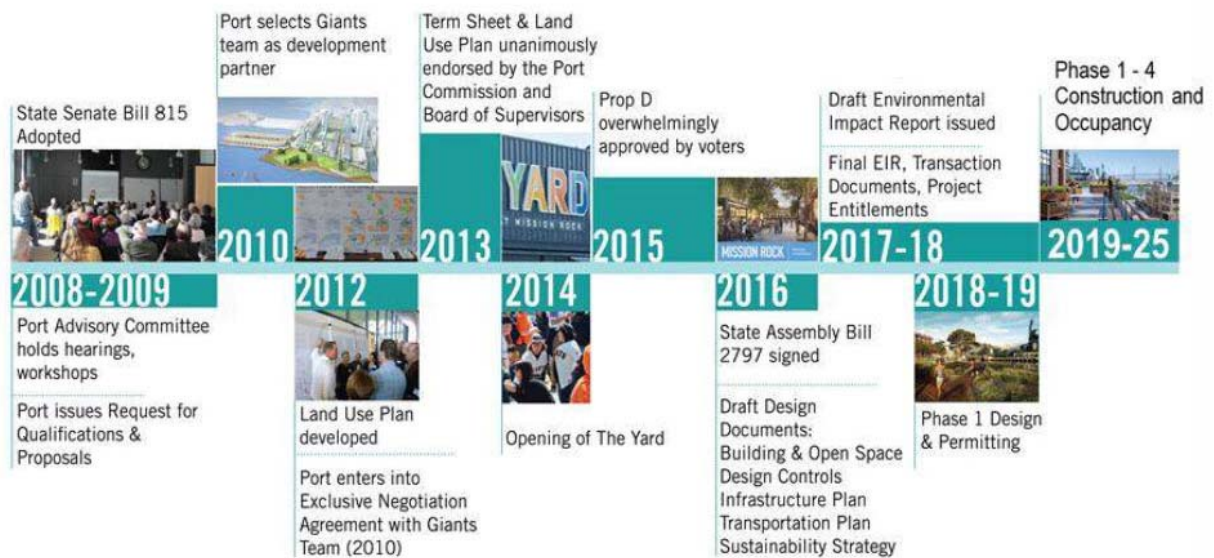 State Senate Bill 815
Adopted
2008-2009
Port Advisory Committee
holds hearings,
workshops
Port issues Request for
Qualifications &
Proposals
Port selects Giants
team as development
partner
2010
2012
Land Use Plan
developed
Port enters into
Exclusive Negotiation
Agreement with Giants
Team (2010)
Term Sheet & Land
Use Plan unanimously
endorsed by the Port
Commission and
Board of Supervisors
2013
YARD
MISSION ROCK
2014
Opening of The Yard
Prop D
overwhelmingly
approved by voters
2015
MISSION ROCK
2016
State Assembly Bill
2797 signed
Draft Design
Documents:
Building & Open Space
Design Controls
Infrastructure Plan
Transportation Plan
Sustainability Strategy
Draft Environmental
Impact Report issued
Final EIR, Transaction
Documents, Project
Entitlements
2017-18
2018-19
Phase 1 Design
& Permitting
Phase 1 - 4
Construction and
Occupancy
2019-25